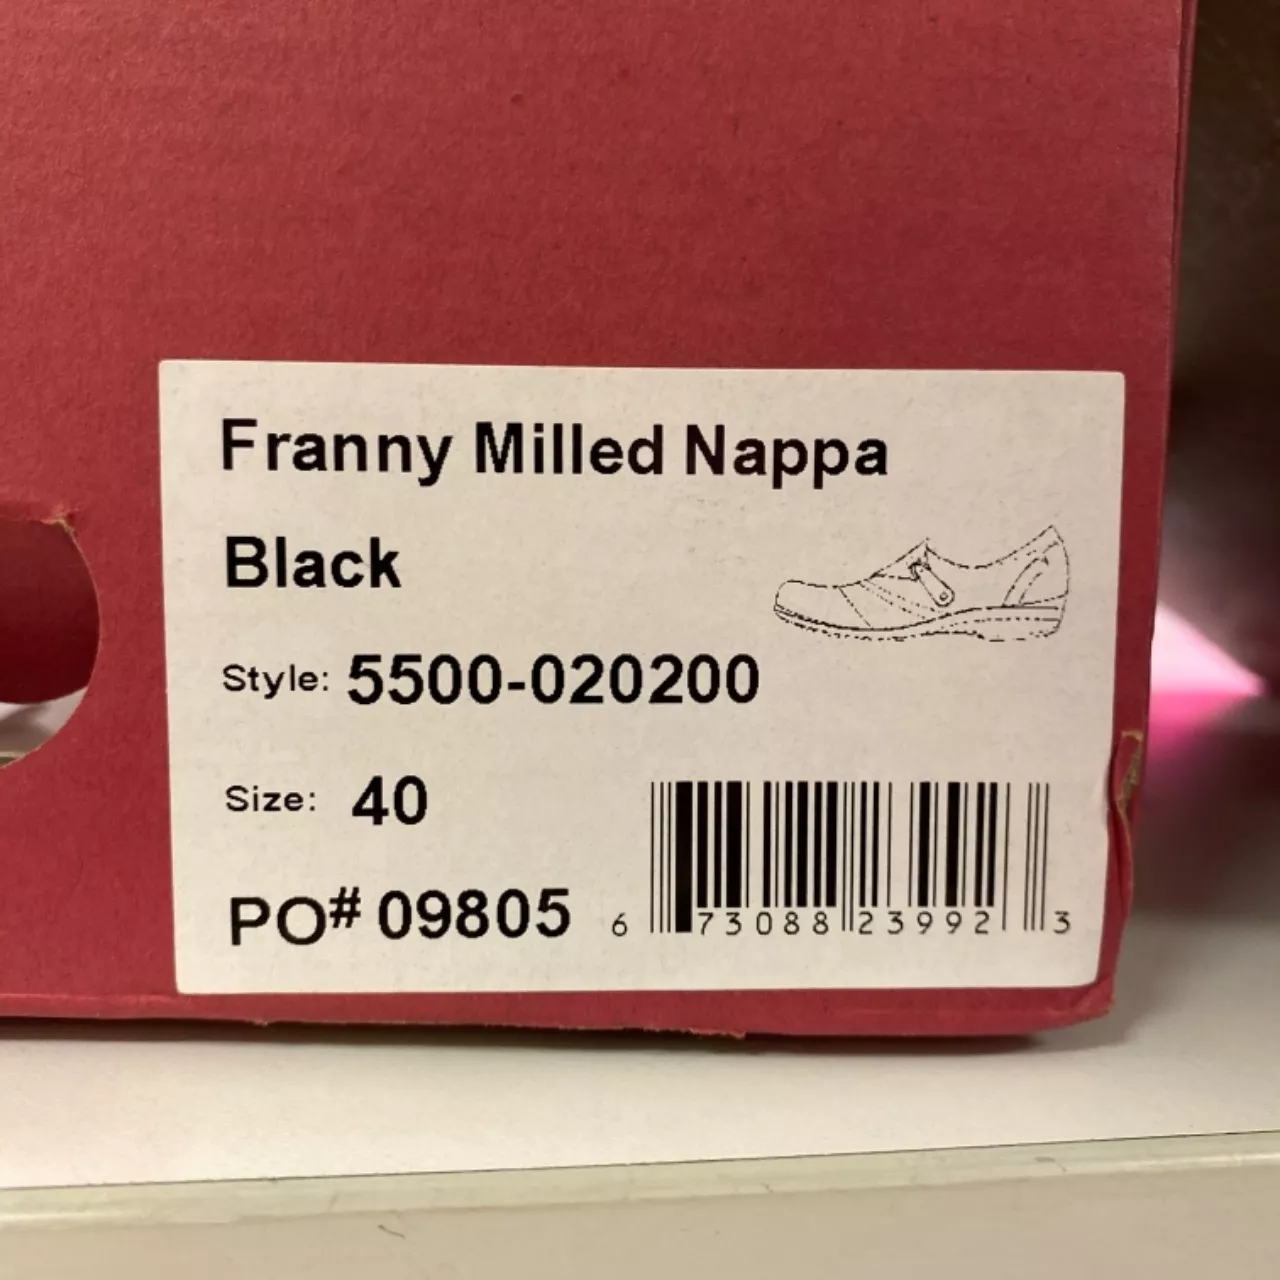 Franny Milled Nappa
Black
Style: 5500-020200
Size: 40
PO# 09805
6 73088 23992 3